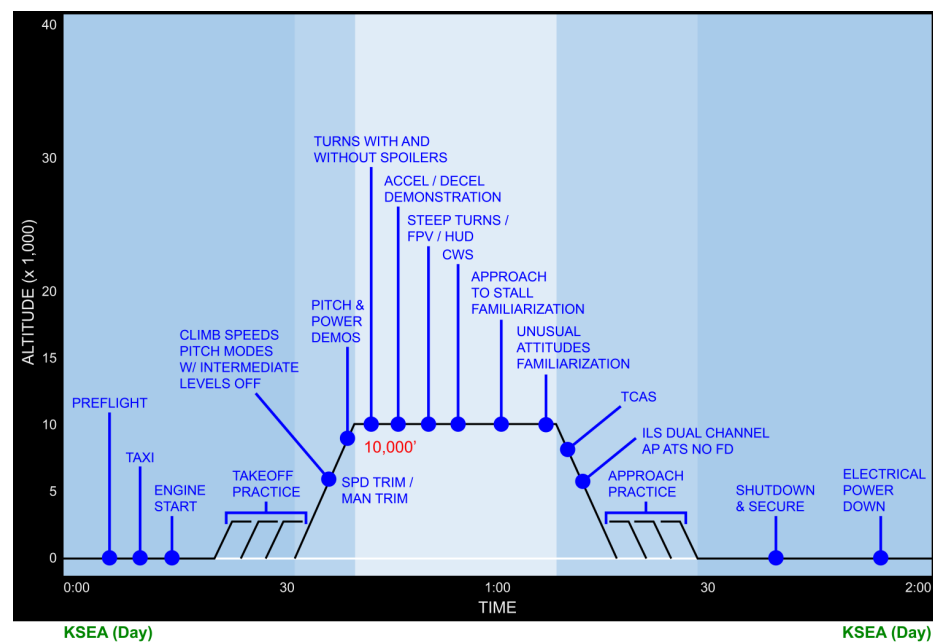 40
30
20
15
10
5
0
ALTITUDE (x 1,000)
TURNS WITH AND
WITHOUT SPOILERS
ACCEL / DECEL
DEMONSTRATION
STEEP TURNS /
FPV / HUD
CWS
APPROACH
TO STALL
FAMILIARIZATION
UNUSUAL
ATTITUDES
FAMILIARIZATION
PITCH &
POWER
DEMOS
CLIMB SPEEDS
PITCH MODES
W/ INTERMEDIATE
LEVELS OFF
PREFLIGHT
TAXI
ENGINE
START
TAKEOFF
PRACTICE
SPD TRIM /
MAN TRIM
10,000’
TCAS
ILS DUAL CHANNEL
AP ATS NO FD
APPROACH
PRACTICE
SHUTDOWN
& SECURE
ELECTRICAL
POWER
DOWN
0:00
30
1:00
30
2:00
TIME
KSEA (Day)
KSEA (Day)